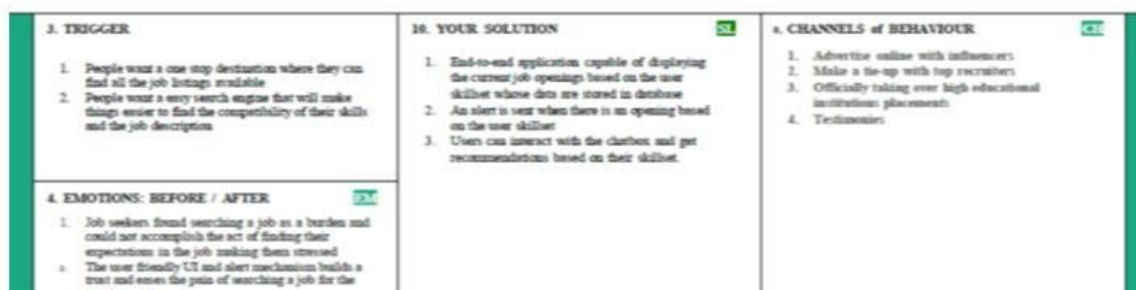 3. TRIGGER
1. People want a one stop destination where they can
find all the job listings available
2. People want a easy search engine that will make
things easier to find the compatibility of their skills
and the job description
4. EMOTIONS: BEFORE / AFTER EM
1. Job seekers found searching a job as a burden and
could not accomplish the act of finding their
expectations in the job making them stressed
2. The user friendly UI and alert mechanism builds a
trust and eases the pain of searching a job for the
10. YOUR SOLUTION SL
1. End-to-end application capable of displaying
the current job openings based on the user
skillset whose data are stored in database
2. An alert is sent when there is an opening based
on the user skillset
3. Users can interact with the chatbox and get
recommendations based on their skillset.
8. CHANNELS of BEHAVIOUR CH
1. Advertise online with influencers
2. Make a tie-up with top recruiters
3. Officially taking over high educational
institutions placements
4. Testimonies